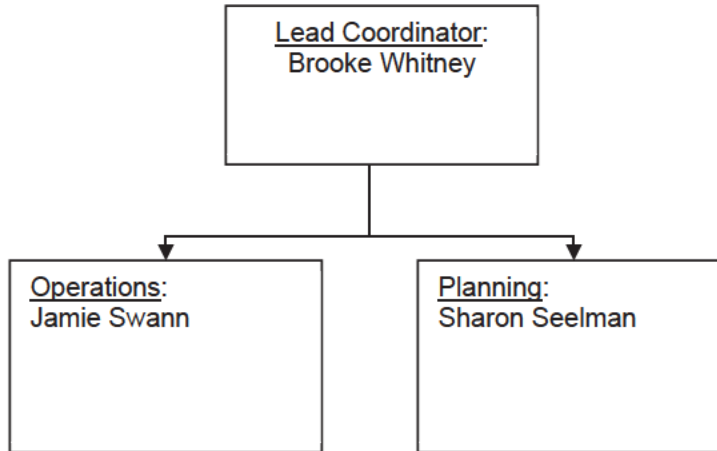 Lead Coordinator:
Brooke Whitney
Operations:
Jamie Swann
Planning:
Sharon Seelman